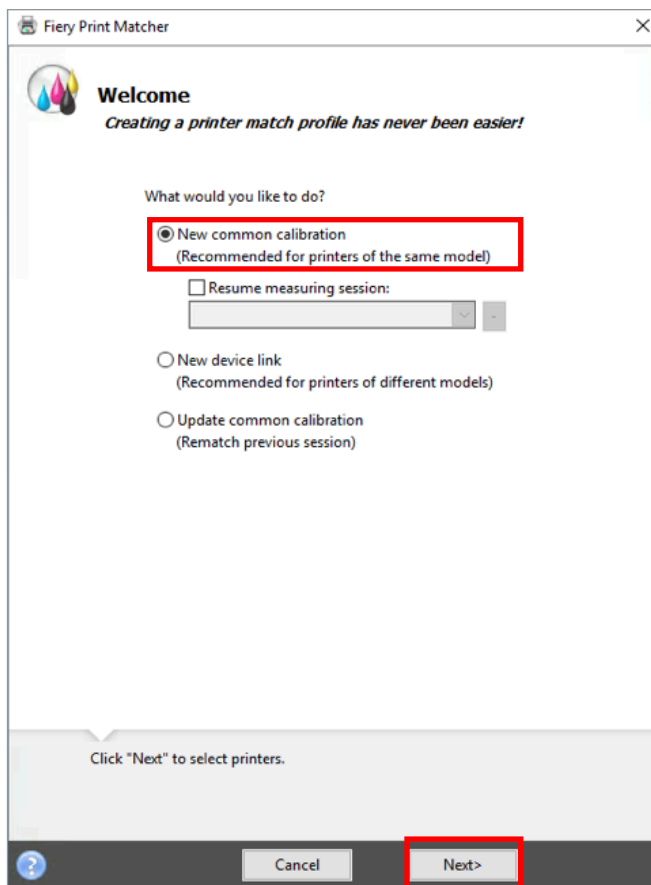 Fiery Print Matcher
Welcome
Creating a printer match profile has never been easier!
What would you like to do?
New common calibration
(Recommended for printers of the same model)
Resume measuring session:
-
New device link
(Recommended for printers of different models)
Update common calibration
(Rematch previous session)
Click "Next" to select printers.
?
Cancel
Next>